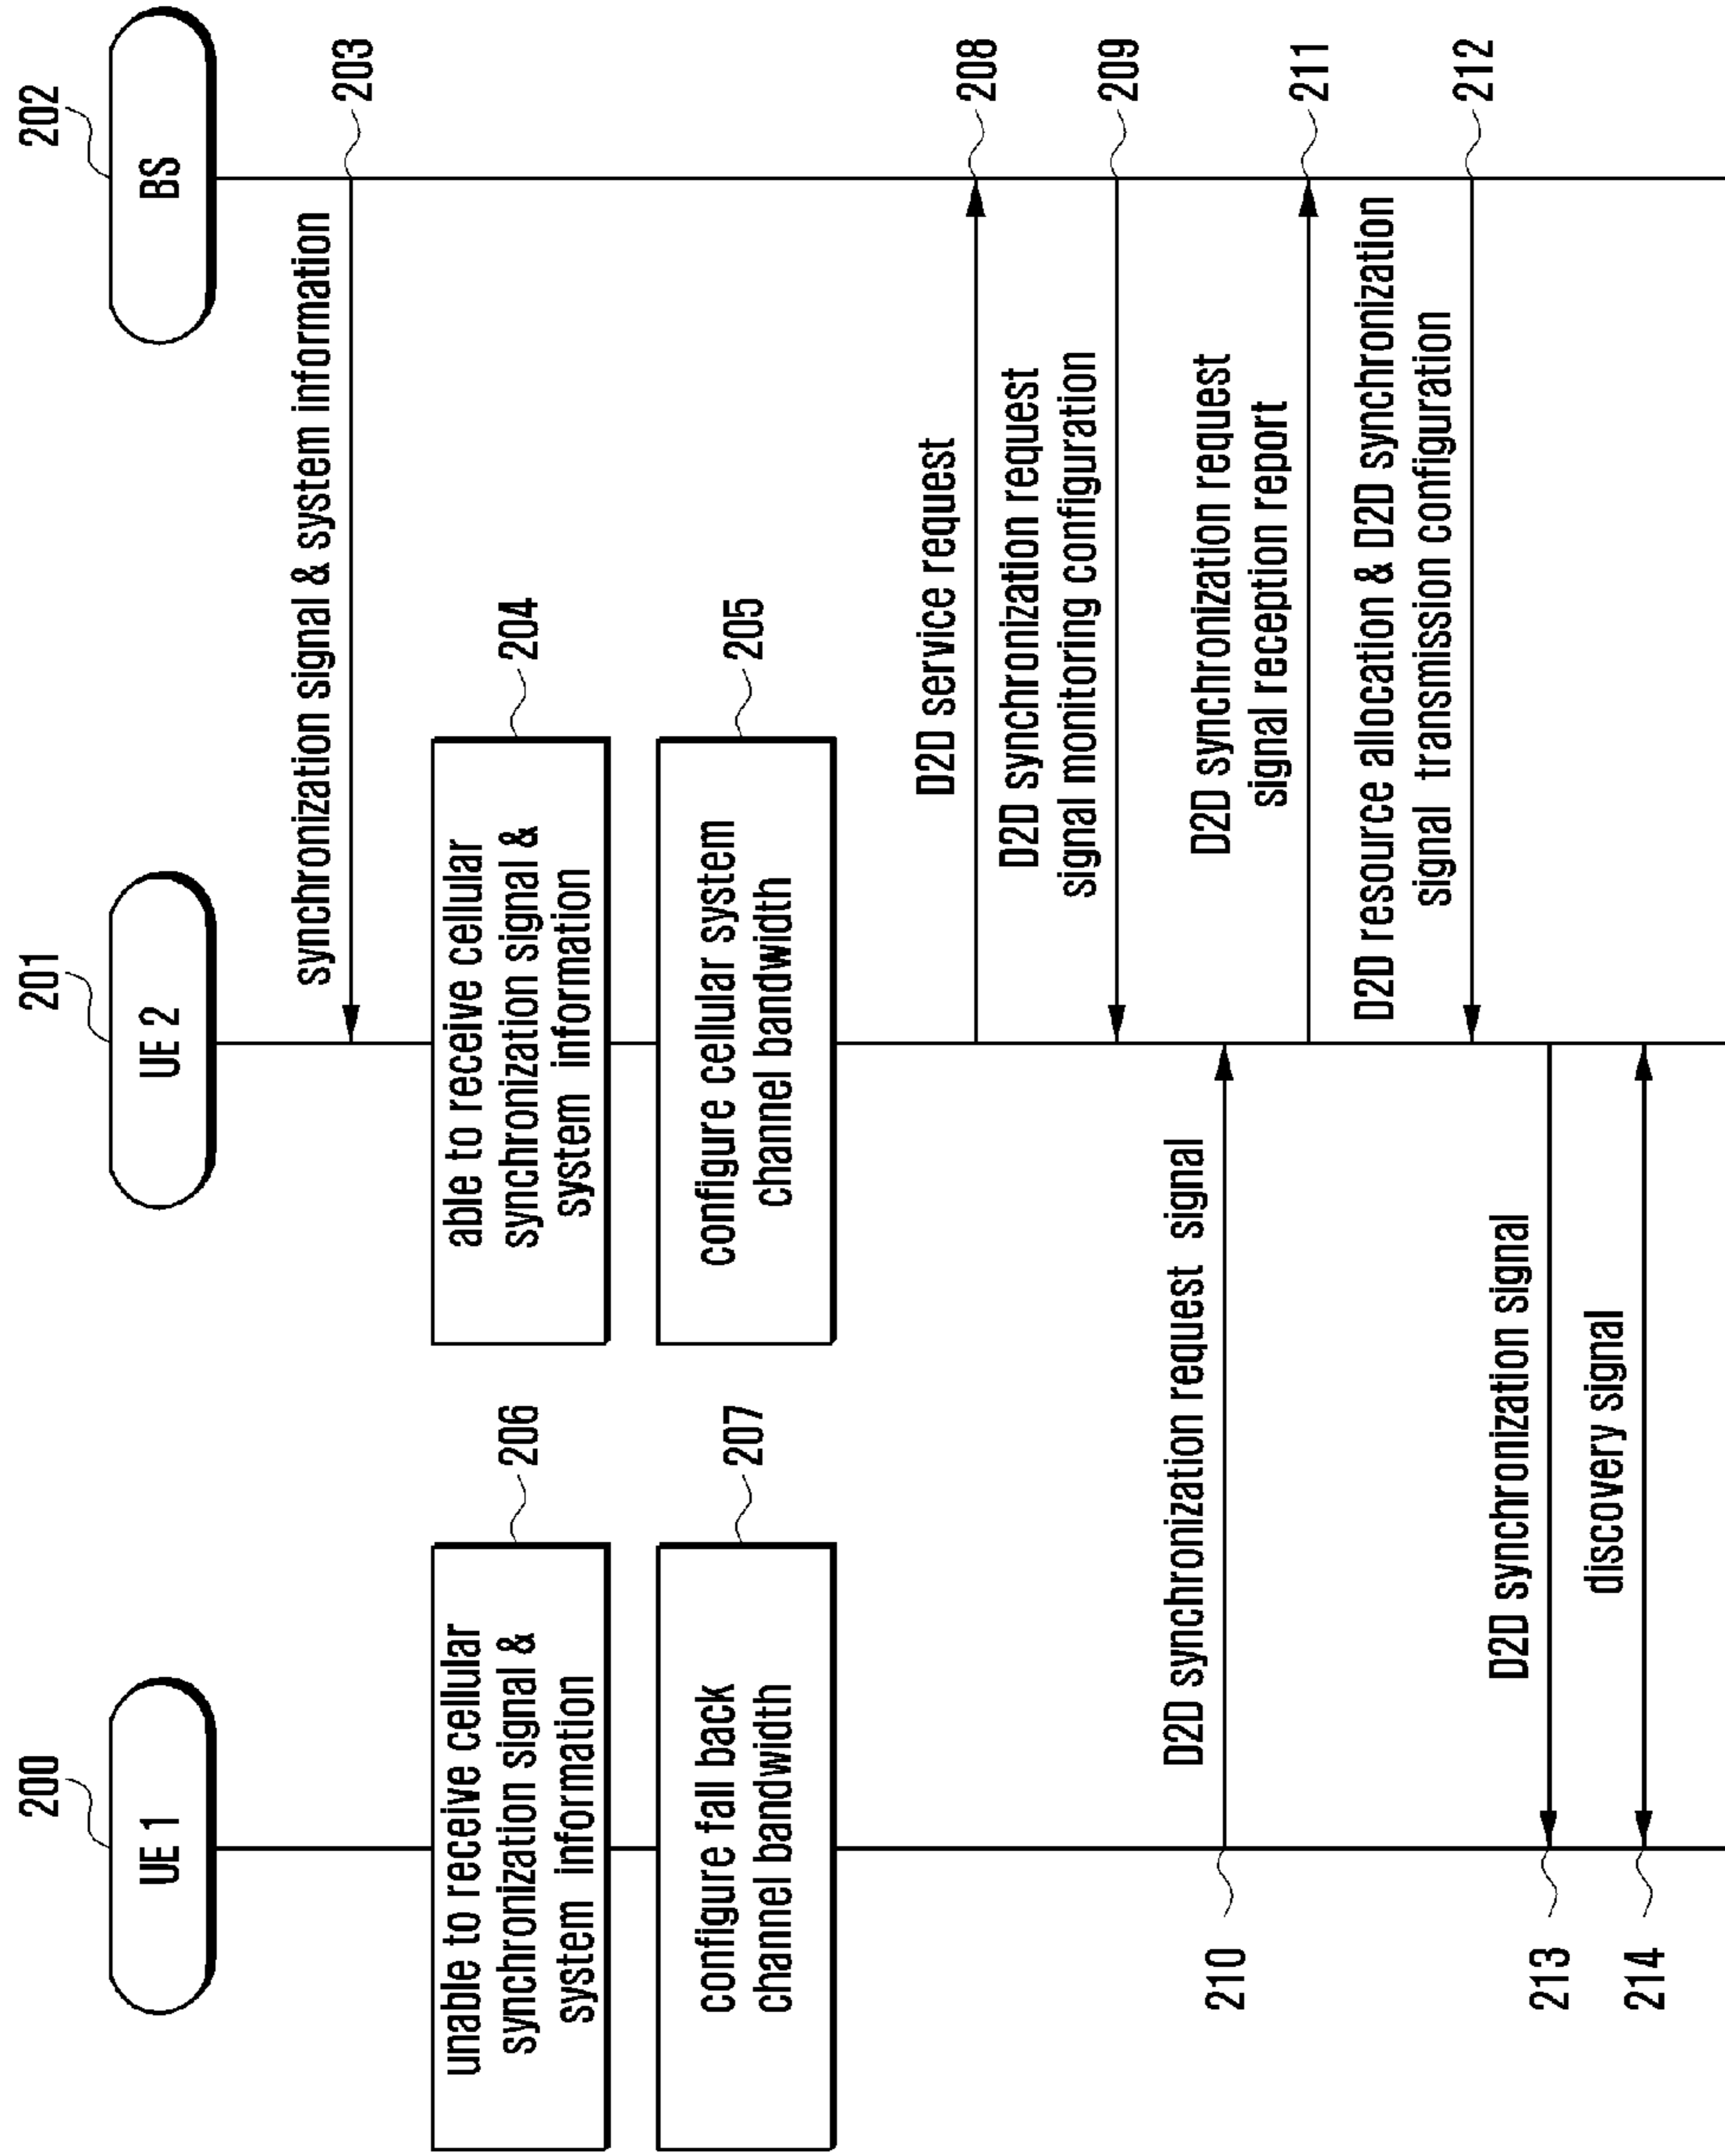 200
201
202
UE 1
UE 2
BS
synchronization signal & system information
203
unable to receive cellular
synchronization signal &
system information
206
able to receive cellular
synchronization signal &
system information
204
configure fall back
channel bandwidth
207
configure cellular system
channel bandwidth
205
D2D service request
208
D2D synchronization request
signal monitoring configuration
209
210
D2D synchronization request signal
D2D synchronization request
signal reception report
211
D2D resource allocation & D2D synchronization
signal transmission configuration
212
213
D2D synchronization signal
214
discovery signal